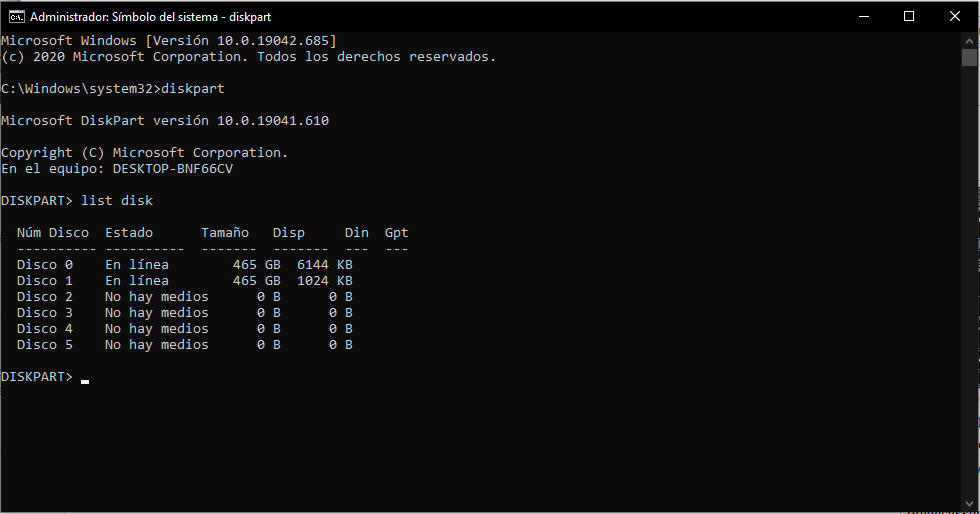 Administrador: Símbolo del sistema - diskpart
Microsoft Windows [Versión 10.0.19042.685]
(c) 2020 Microsoft Corporation. Todos los derechos reservados.
C:\Windows\system32>diskpart
Microsoft DiskPart versión 10.0.19041.610
Copyright (C) Microsoft Corporation.
En el equipo: DESKTOP-BNF66CV
DISKPART> list disk
Núm Disco  Estado      Tamaño   Disp     Din  Gpt
---------- ----------  -------  -------  ---  ---
Disco 0    En línea        465 GB  6144 KB
Disco 1    En línea        465 GB  1024 KB
Disco 2    No hay medios      0 B      0 B
Disco 3    No hay medios      0 B      0 B
Disco 4    No hay medios      0 B      0 B
Disco 5    No hay medios      0 B      0 B
DISKPART>